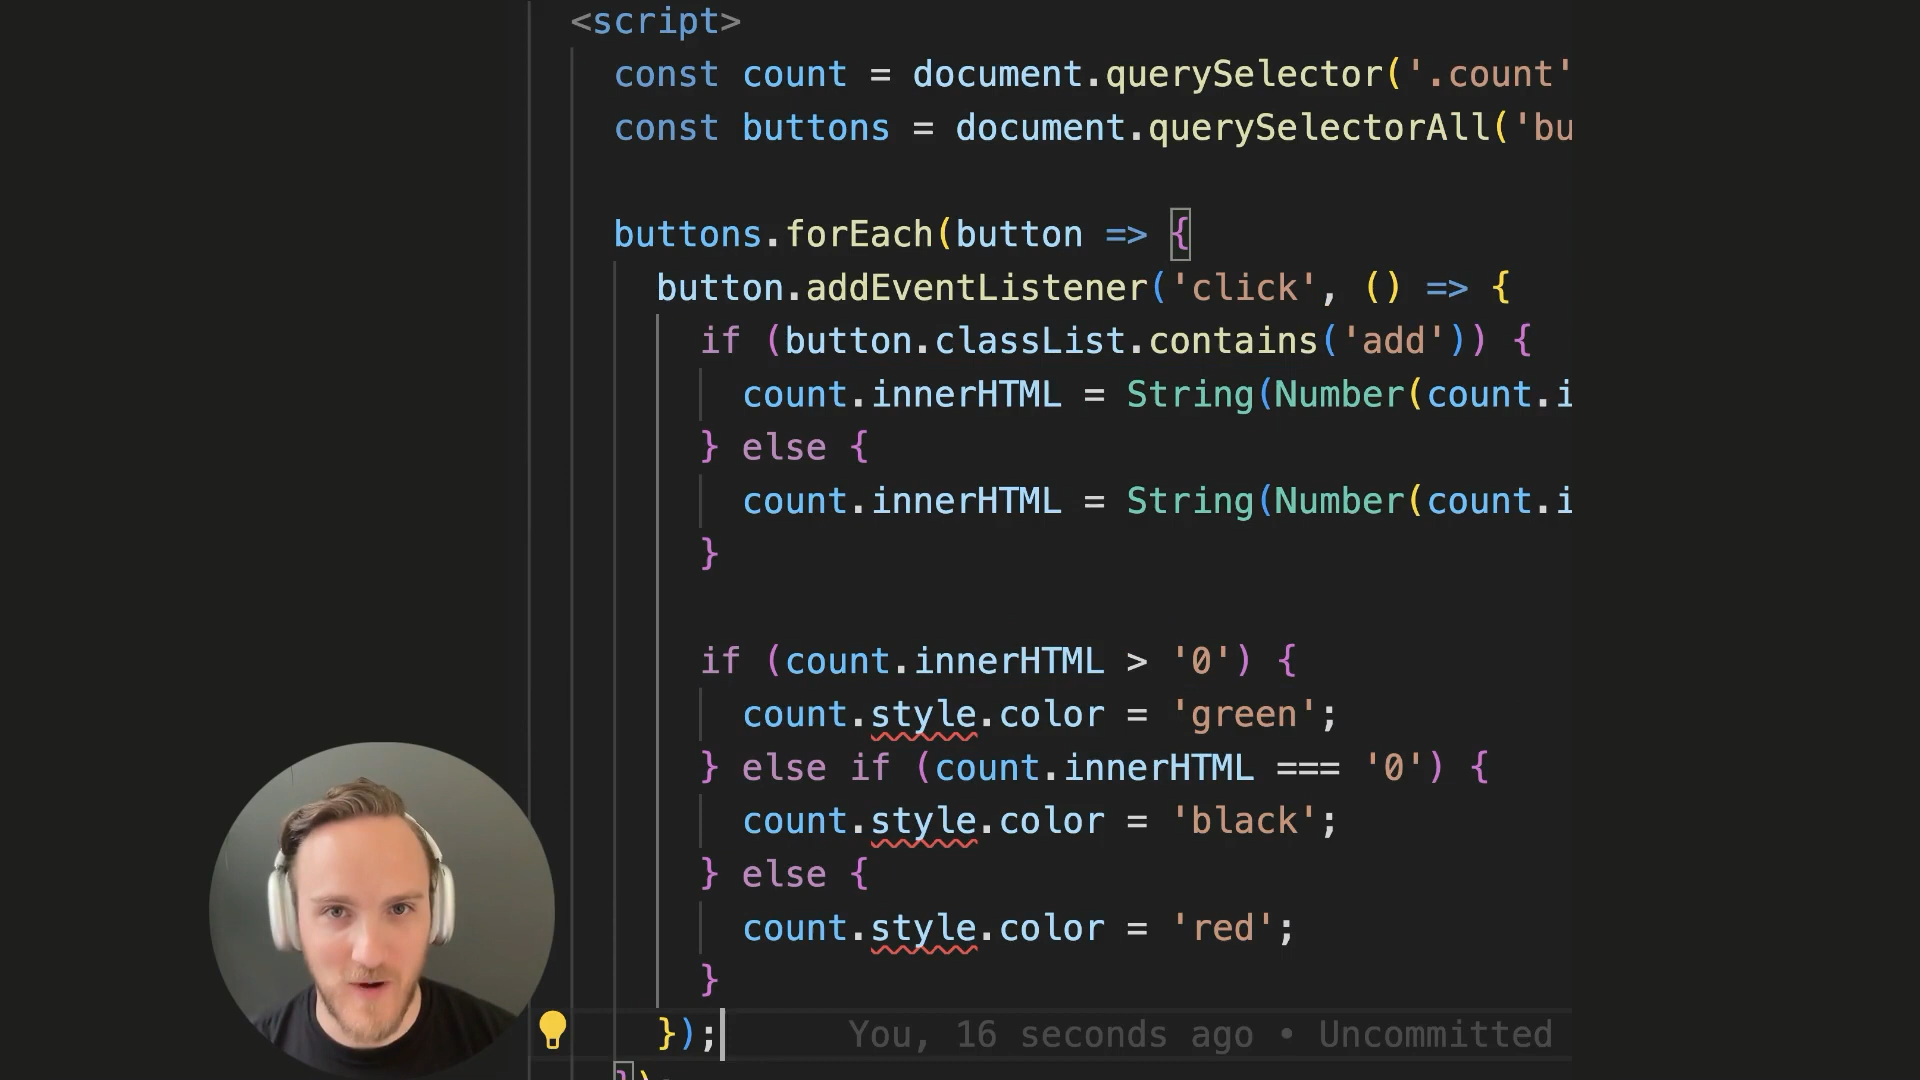 <script>
const count = document.querySelector('.count'
const buttons = document.querySelectorAll('bu
buttons.forEach(button => {
button.addEventListener('click', () => {
if (button.classList.contains('add')) {
count.innerHTML = String(Number(count.i
} else {
count.innerHTML = String(Number(count.i
}
if (count.innerHTML > '0') {
count.style.color = 'green';
} else if (count.innerHTML === '0') {
count.style.color = 'black';
} else {
count.style.color = 'red';
}
}); You, 16 seconds ago • Uncommitted